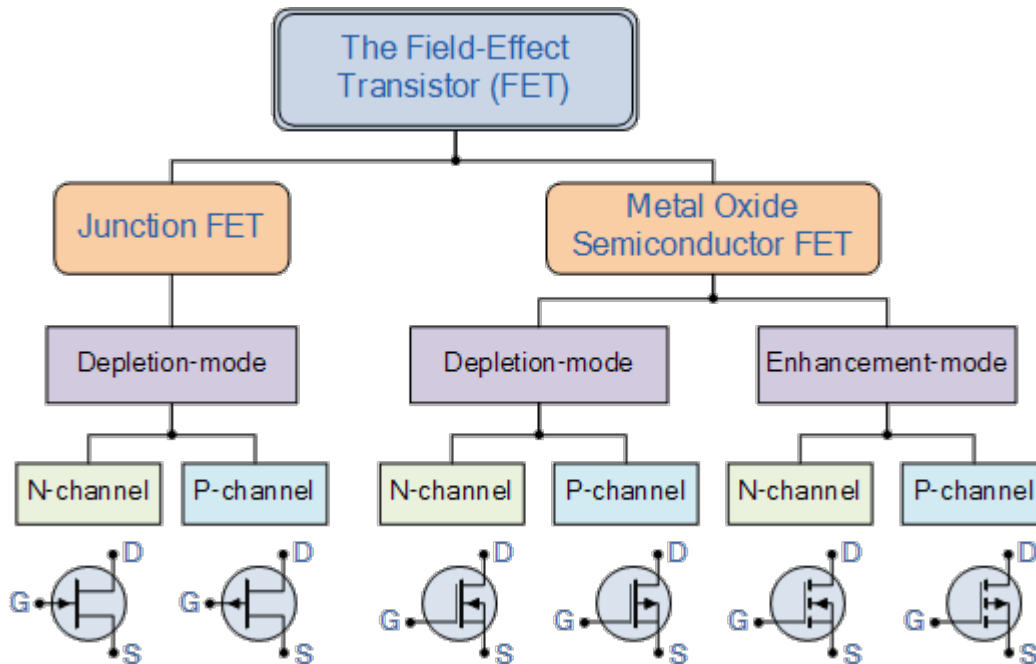 The Field-Effect
Transistor (FET)
Junction FET
Metal Oxide
Semiconductor FET
Depletion-mode
Depletion-mode
Enhancement-mode
N-channel
P-channel
N-channel
P-channel
N-channel
P-channel
D
D
D
D
D
D
G
G
G
G
G
G
S
S
S
S
S
S